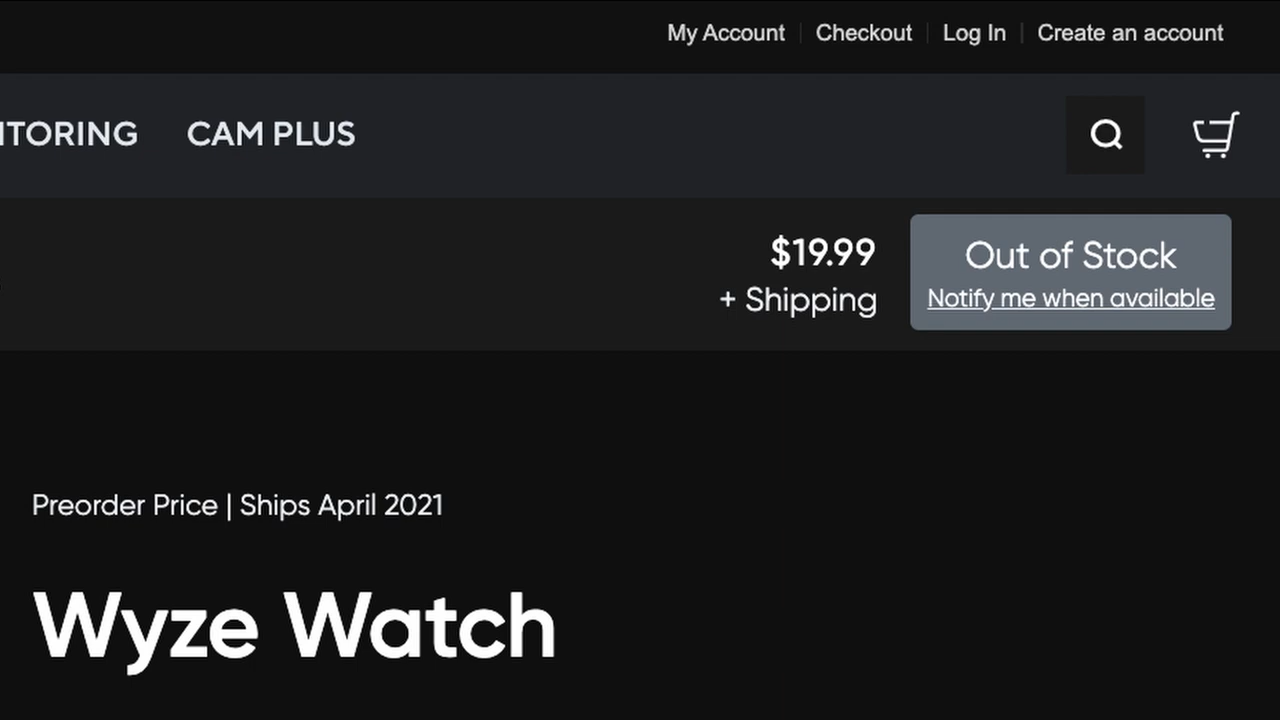 My Account Checkout Log In Create an account
ITORING CAM PLUS
$19.99
+ Shipping
Out of Stock
Notify me when available
Preorder Price | Ships April 2021
Wyze Watch